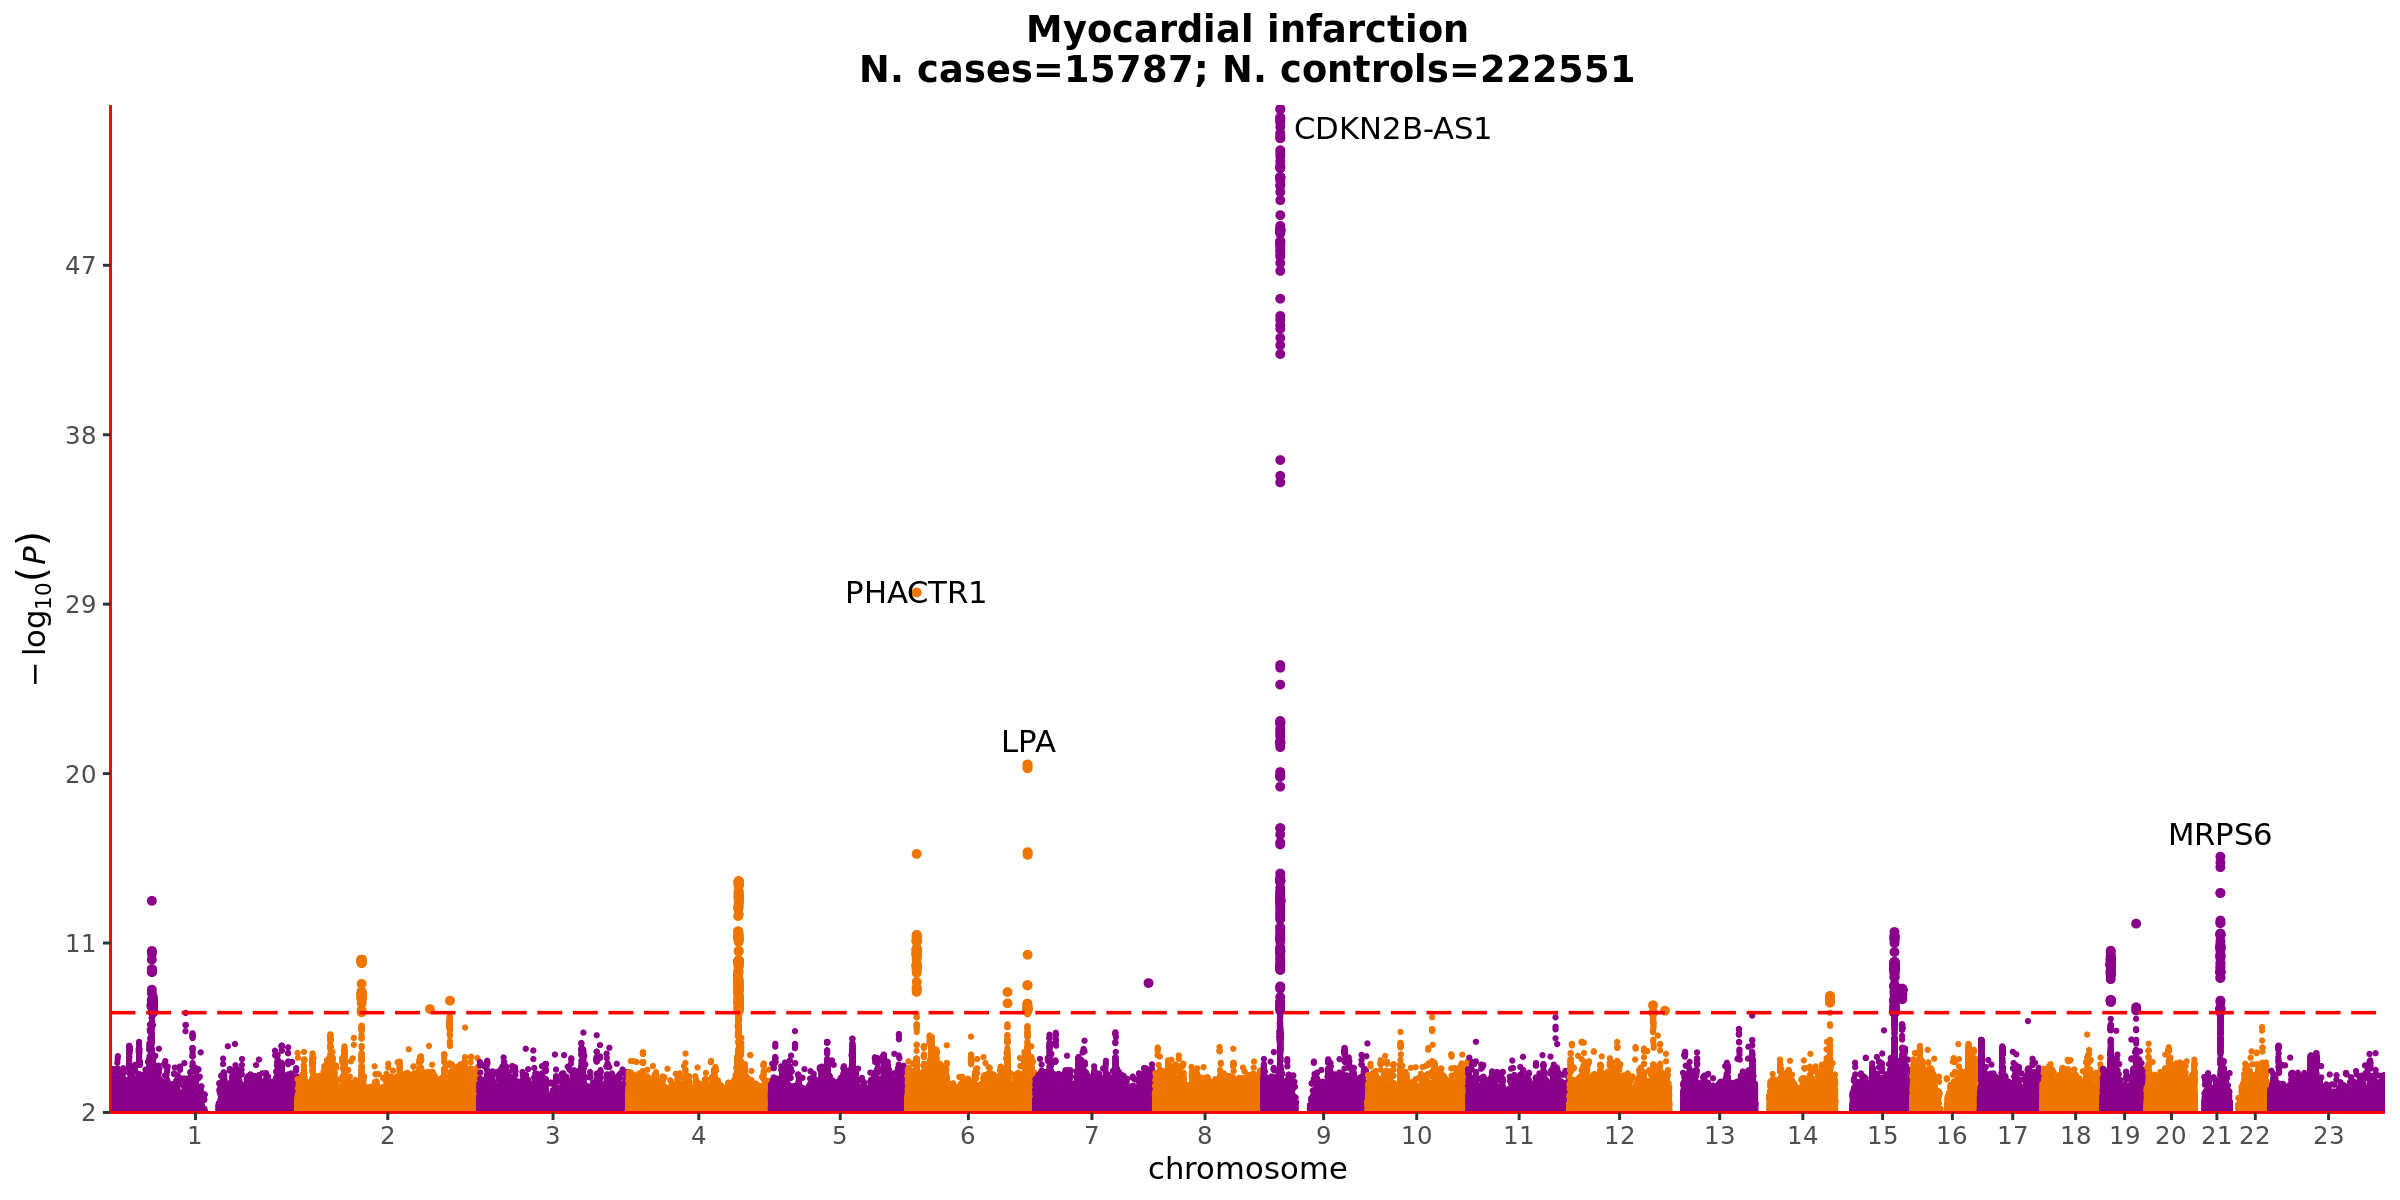 Myocardial infarction
N. cases=15787; N. controls=222551
CDKN2B-AS1
47
38
PHACTR1
29
− log10(P)
LPA
20
MRPS6
11
2
1 2 3 4 5 6 7 8 9 10 11 12 13 14 15 16 17 18 19 20 21 22 23
chromosome